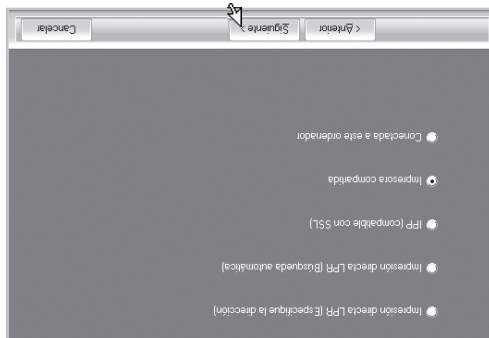 Impresión directa LPR (Especifique la dirección)
Impresión directa LPR (Búsqueda automática)
IPP (compatible con SSL)
Impresora compartida
Conectada a este ordenador
< Anterior
Siguiente >
Cancelar